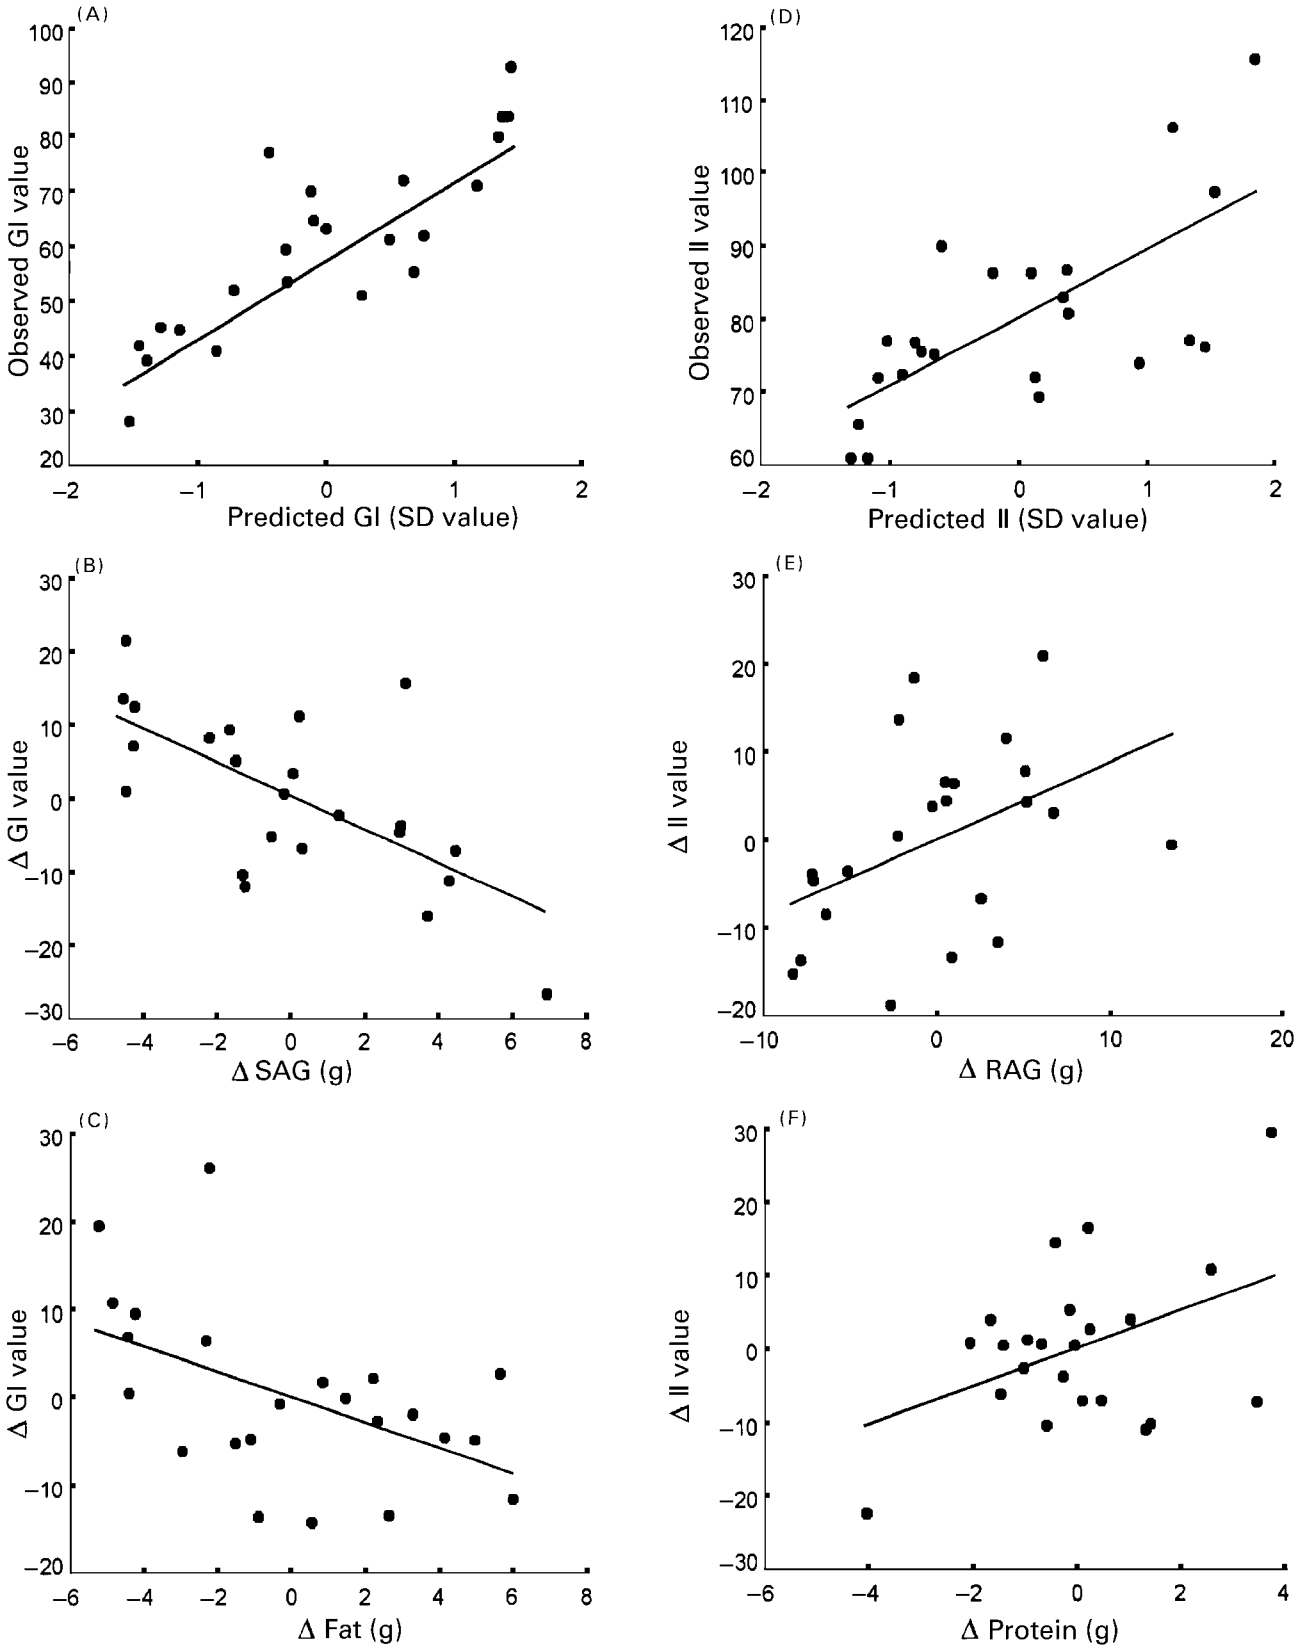 (A)
100
90
80
70
60
50
40
30
20
Observed GI value
−2 −1 0 1 2
Predicted GI (SD value)
(D)
120
110
100
90
80
70
60
Observed II value
−2 −1 0 1 2
Predicted II (SD value)
(B)
30
20
10
0
−10
−20
−30
Δ GI value
−6 −4 −2 0 2 4 6 8
Δ SAG (g)
(E)
30
20
10
0
−10
−20
Δ II value
−10 0 10 20
Δ RAG (g)
(C)
30
20
10
0
−10
−20
Δ GI value
−6 −4 −2 0 2 4 6 8
Δ Fat (g)
(F)
30
20
10
0
−10
−20
−30
Δ II value
−6 −4 −2 0 2 4
Δ Protein (g)